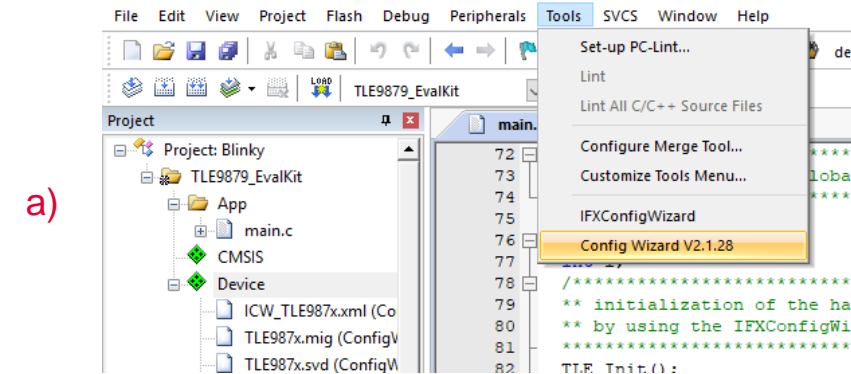 File Edit View Project Flash Debug Peripherals Tools SVCS Window Help
LOAD
TLE9879_EvalKit
Set-up PC-Lint...
Lint
Lint All C/C++ Source Files
Configure Merge Tool...
Customize Tools Menu...
IFXConfigWizard
Config Wizard V2.1.28
a)
Project
Project: Blinky
TLE9879_EvalKit
App
main.c
CMSIS
Device
ICW_TLE987x.xml (Co
TLE987x.mig (ConfigW
TLE987x.svd (ConfigW
main.
72
73
74
75
76
77
78 /****************************
79 ** initialization of the ha
80 ** by using the IFXConfigWi
81 ****************************
82 TLE_Init();